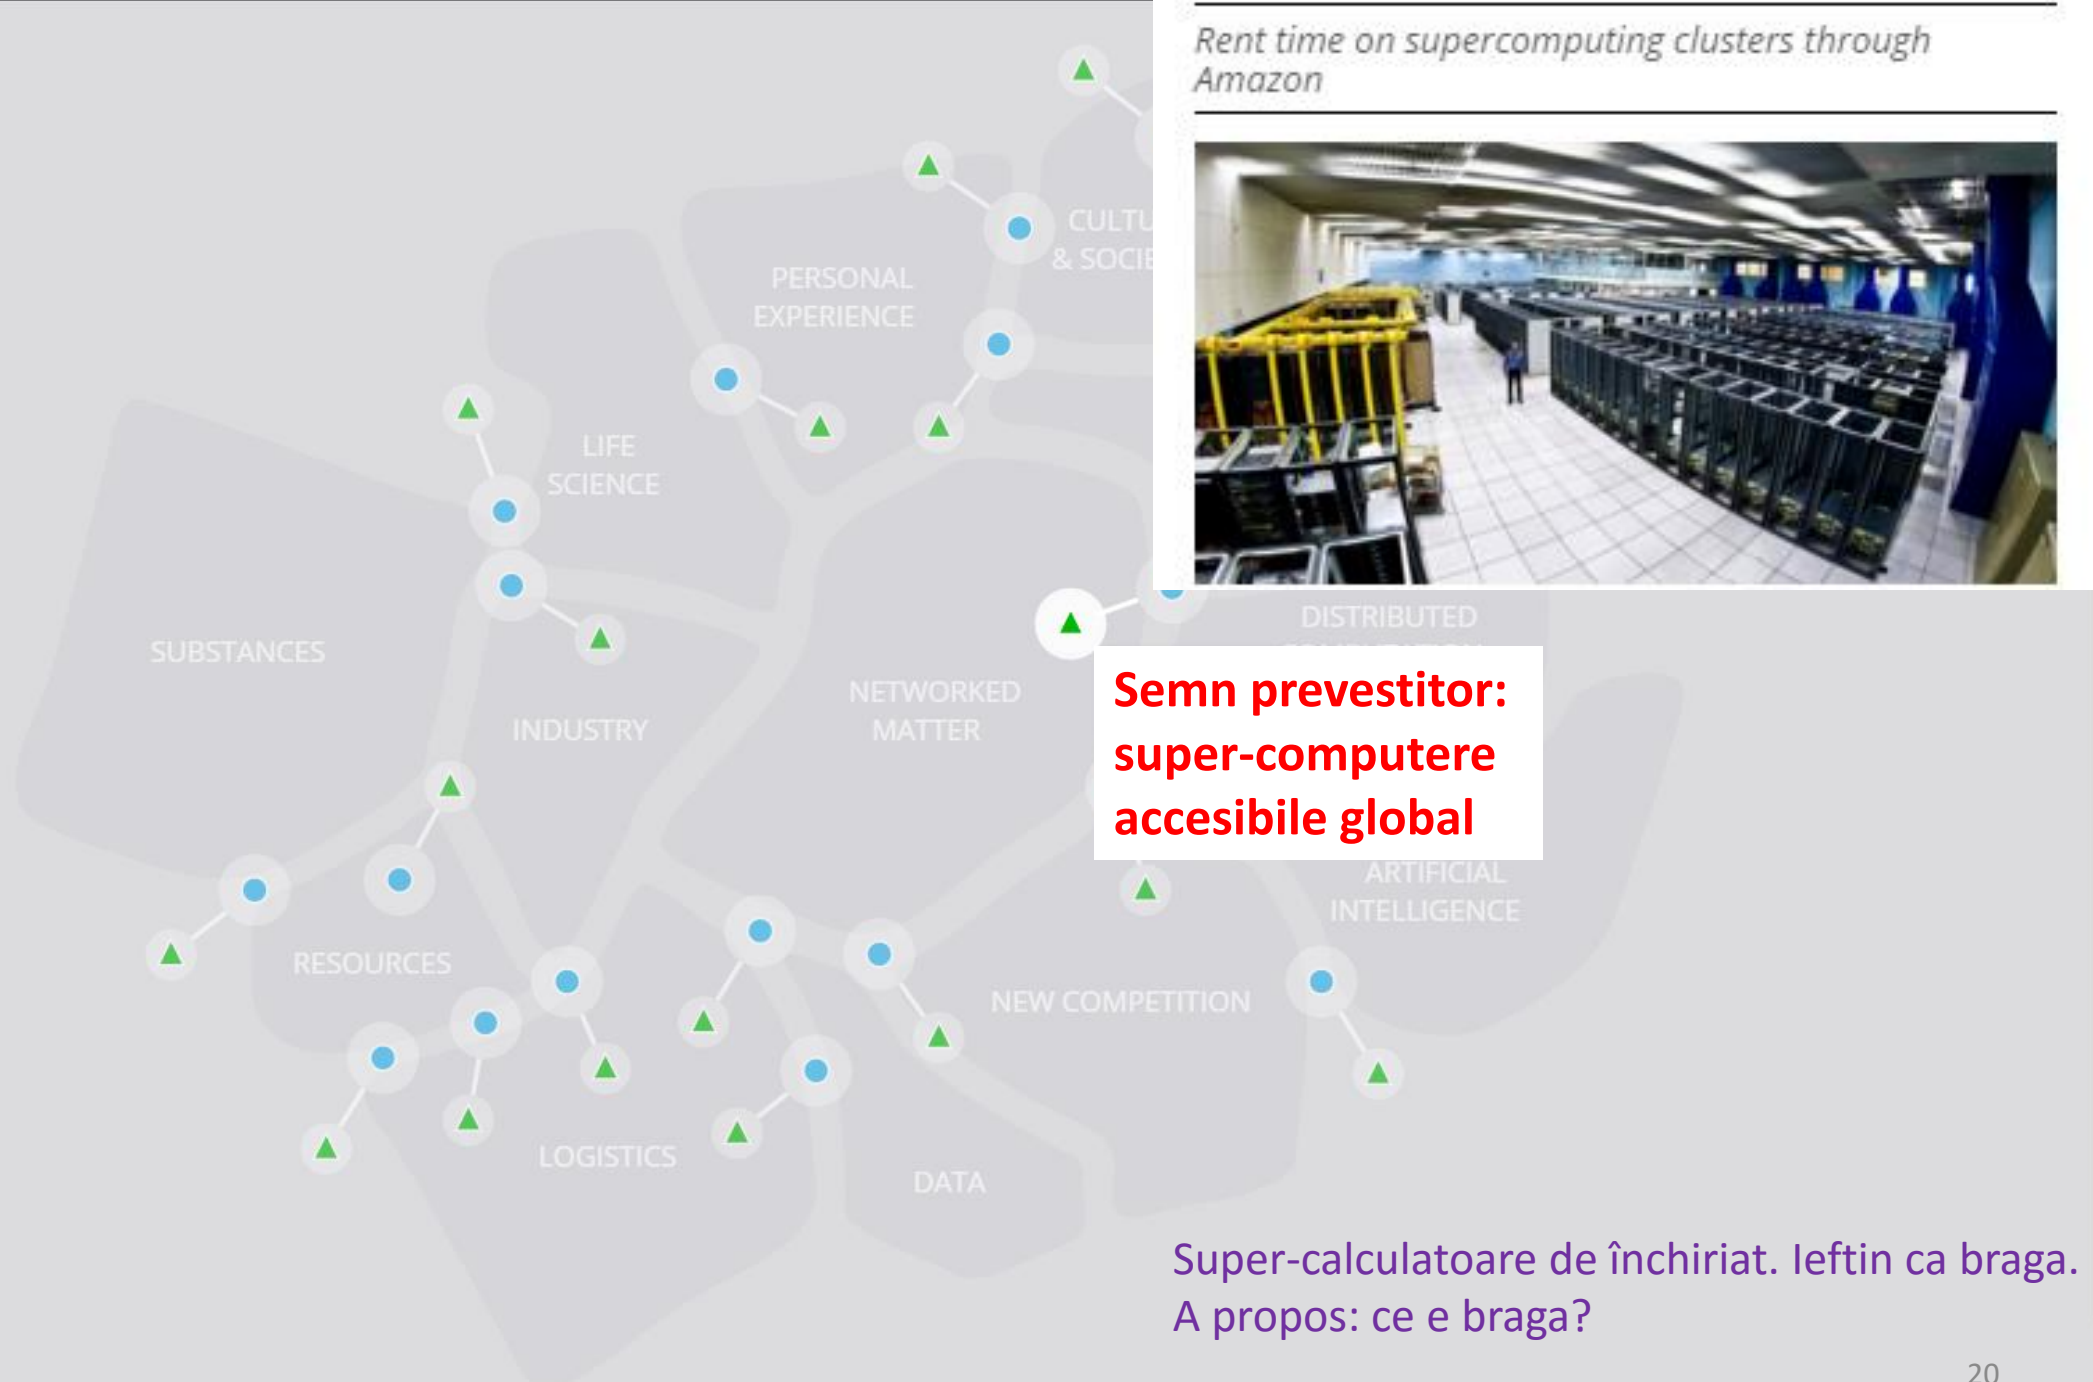 Rent time on supercomputing clusters through
Amazon
CULTU
& SOCIE
PERSONAL
EXPERIENCE
LIFE
SCIENCE
DISTRIBUTED
SUBSTANCES
NETWORKED
MATTER
INDUSTRY
Semn prevestitor:
super-computere
accesibile global
ARTIFICIAL
INTELLIGENCE
RESOURCES
NEW COMPETITION
LOGISTICS
DATA
Super-calculatoare de închiriat. Ieftin ca braga.
A propos: ce e braga?
20